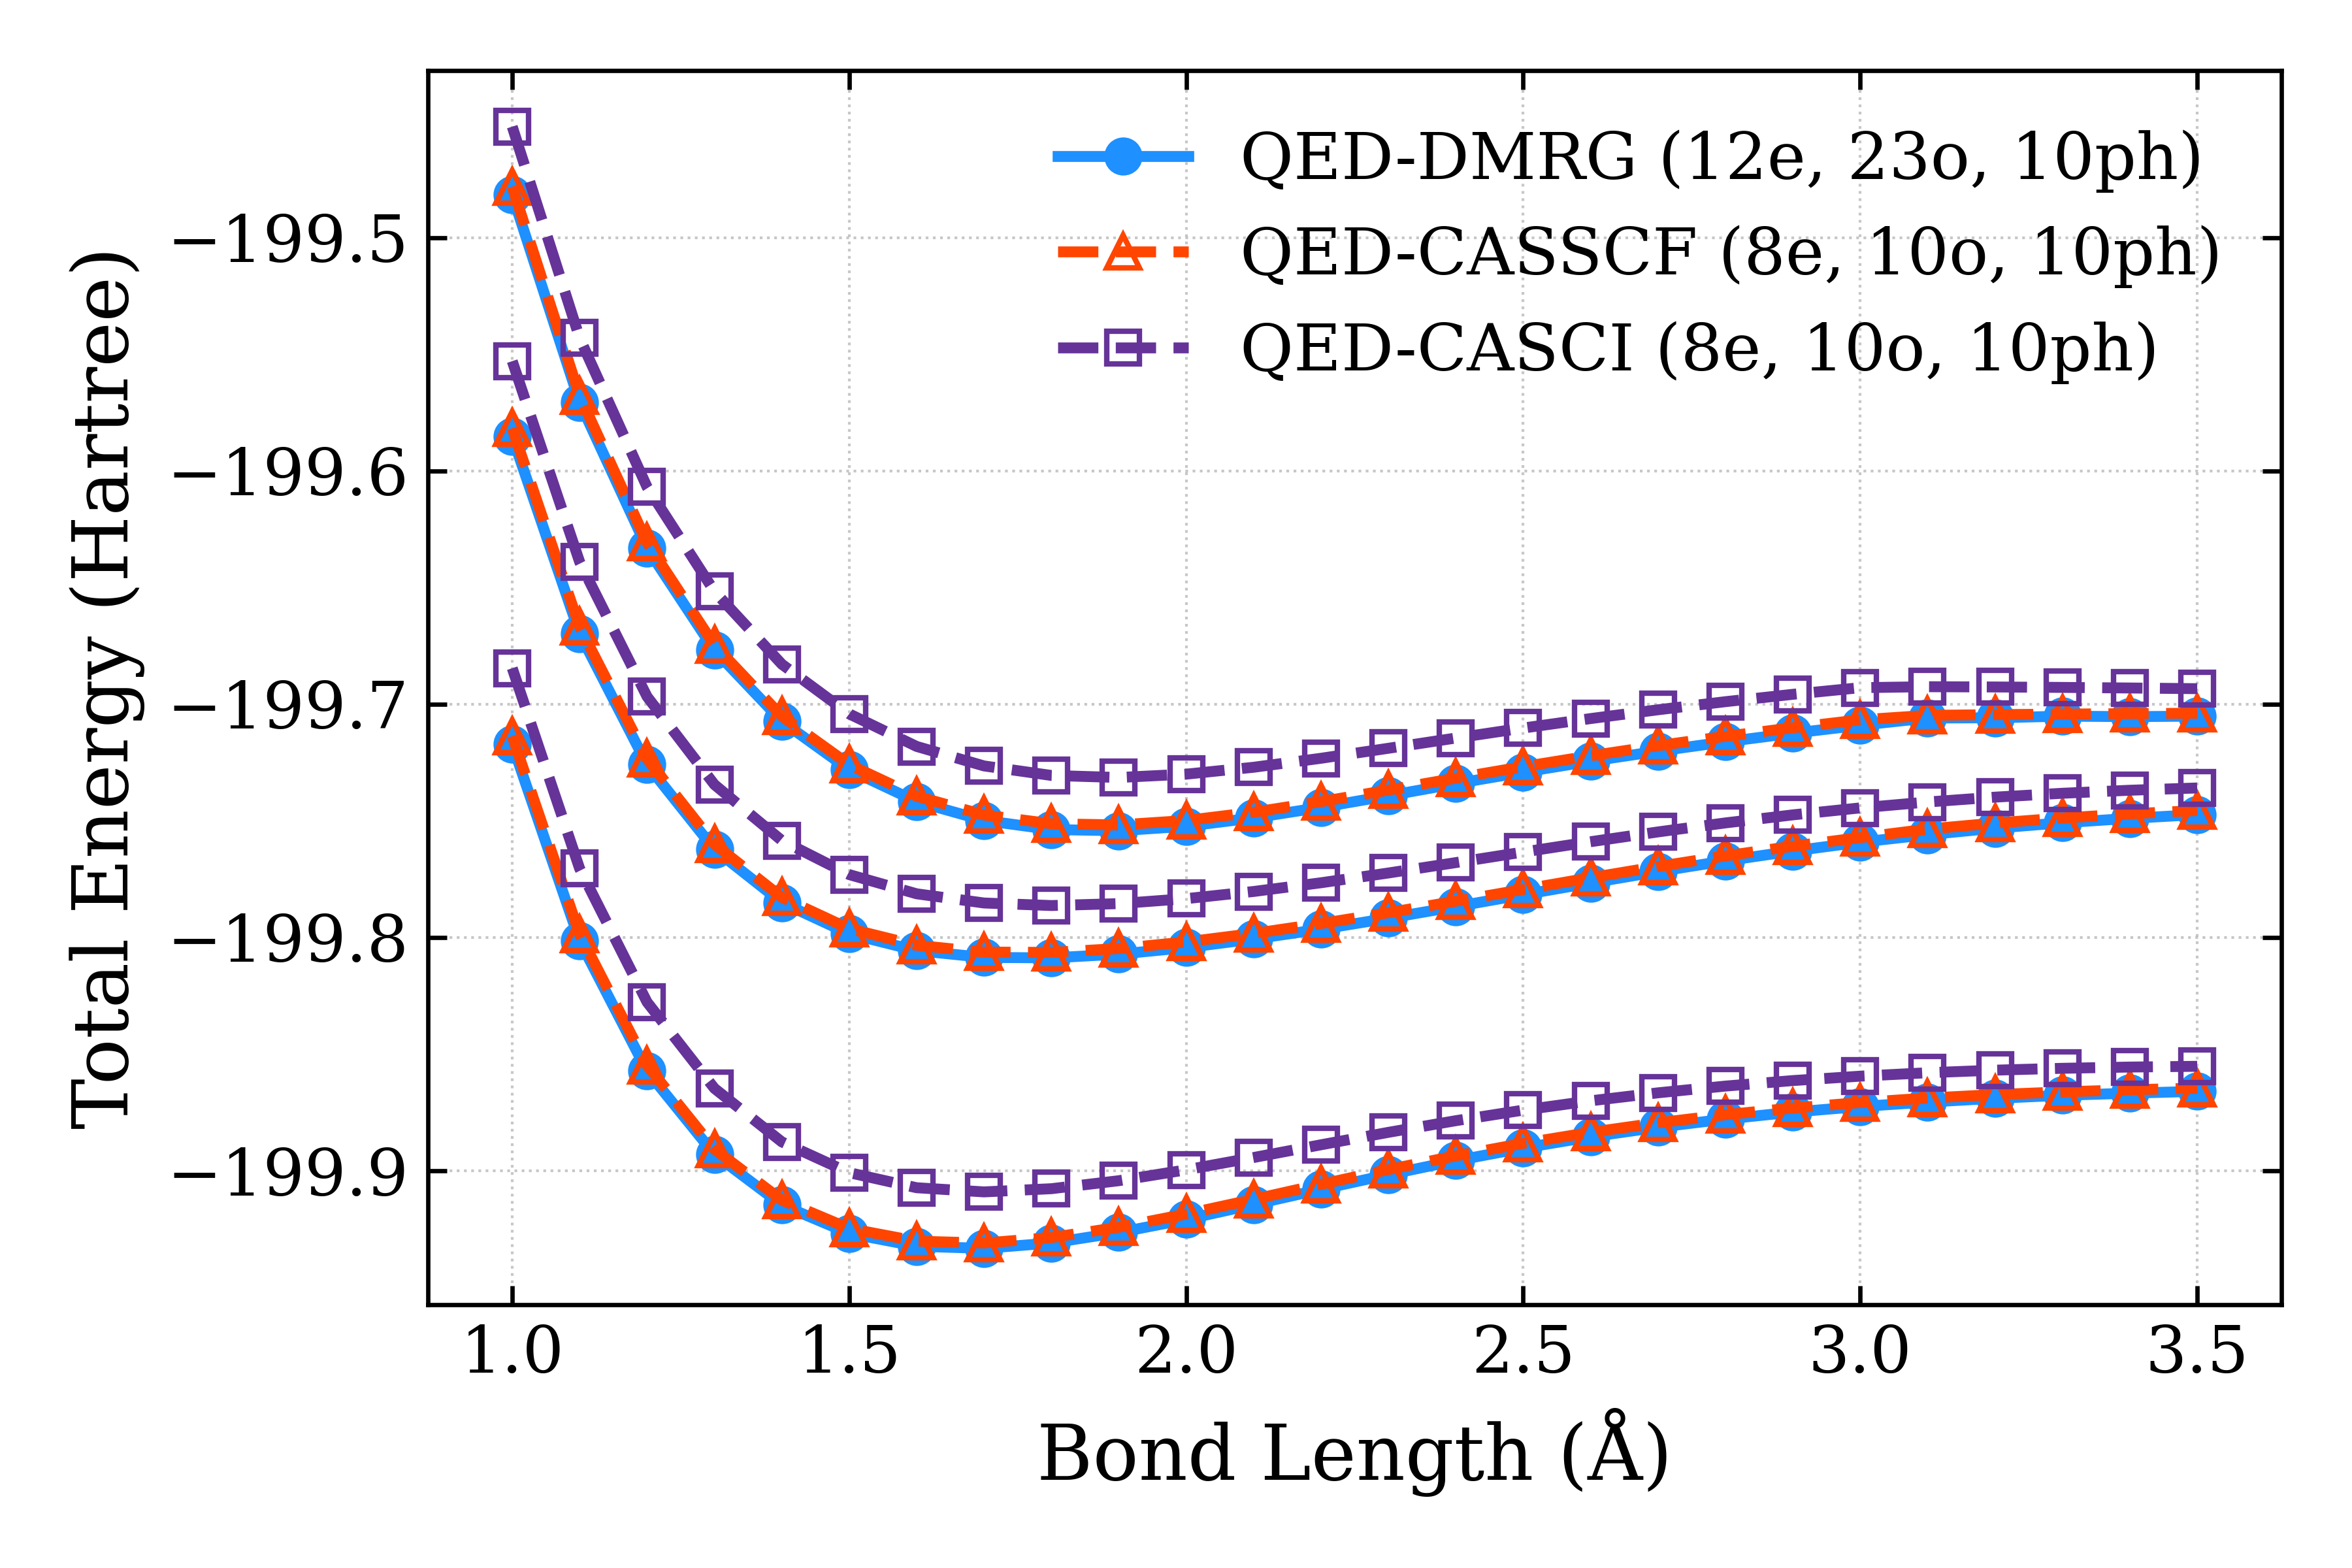 Total Energy (Hartree)
−199.5
−199.6
−199.7
−199.8
−199.9
QED-DMRG (12e, 23o, 10ph)
QED-CASSCF (8e, 10o, 10ph)
QED-CASCI (8e, 10o, 10ph)
1.0 1.5 2.0 2.5 3.0 3.5
Bond Length (Å)